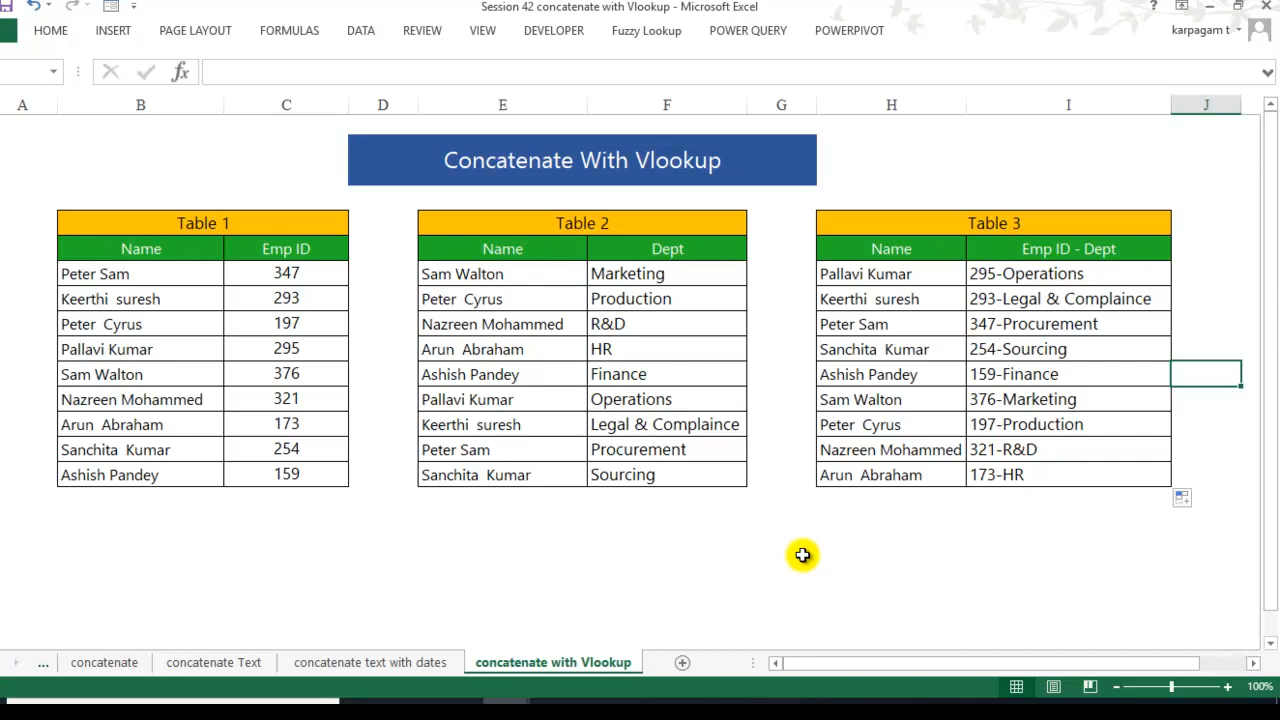 Session 42 concatenate with Vlookup - Microsoft Excel
?
HOME INSERT PAGE LAYOUT FORMULAS DATA REVIEW VIEW DEVELOPER Fuzzy Lookup POWER QUERY POWERPIVOT karpagam t
fx
A B C D E F G H I J
Concatenate With Vlookup
Table 1 Table 2 Table 3
Name Emp ID Name Dept Name Emp ID - Dept
Peter Sam 347 Sam Walton Marketing Pallavi Kumar 295-Operations
Keerthi suresh 293 Peter Cyrus Production Keerthi suresh 293-Legal & Complaince
Peter Cyrus 197 Nazreen Mohammed R&D Peter Sam 347-Procurement
Pallavi Kumar 295 Arun Abraham HR Sanchita Kumar 254-Sourcing
Sam Walton 376 Ashish Pandey Finance Ashish Pandey 159-Finance
Nazreen Mohammed 321 Pallavi Kumar Operations Sam Walton 376-Marketing
Arun Abraham 173 Keerthi suresh Legal & Complaince Peter Cyrus 197-Production
Sanchita Kumar 254 Peter Sam Procurement Nazreen Mohammed 321-R&D
Ashish Pandey 159 Sanchita Kumar Sourcing Arun Abraham 173-HR
... concatenate concatenate Text concatenate text with dates concatenate with Vlookup
100%